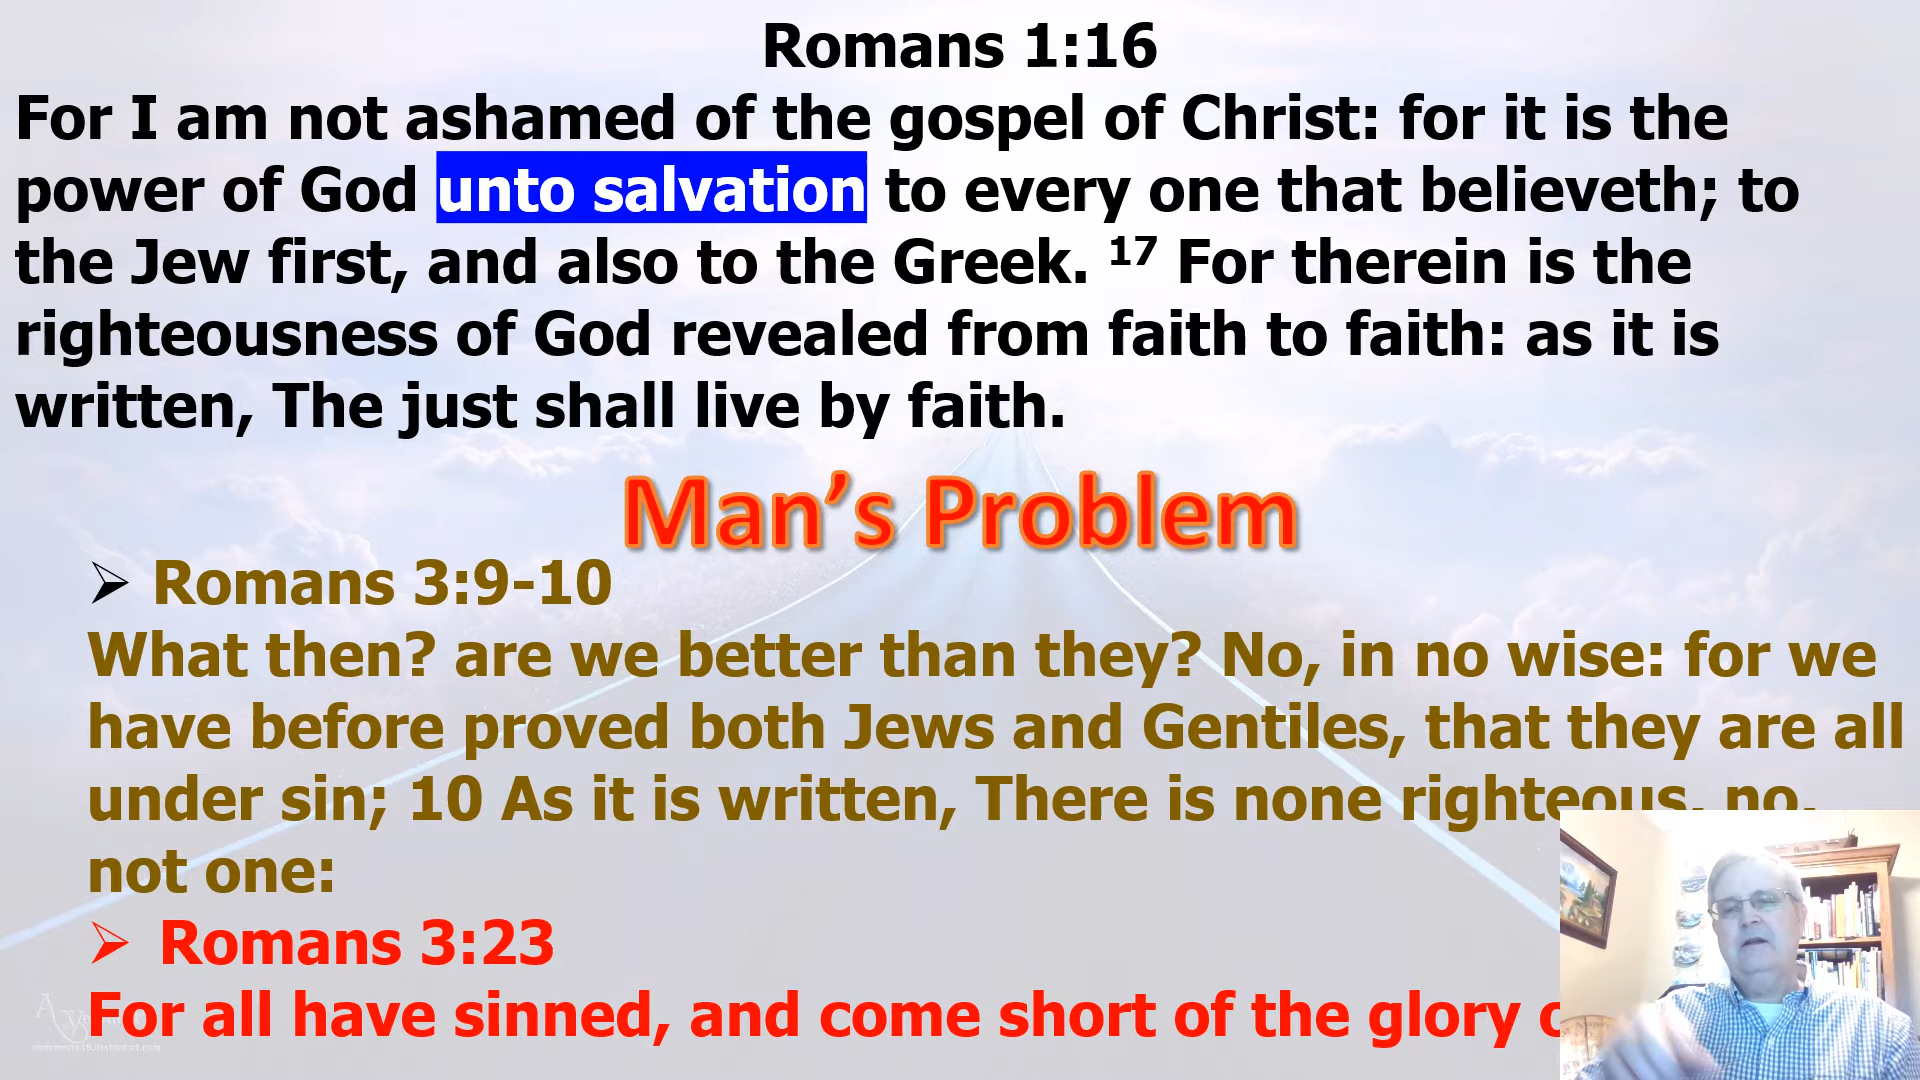 Romans 1:16
For I am not ashamed of the gospel of Christ: for it is the
power of God unto salvation to every one that believeth; to
the Jew first, and also to the Greek. 17 For therein is the
righteousness of God revealed from faith to faith: as it is
written, The just shall live by faith.
Man’s Problem
➢ Romans 3:9-10
What then? are we better than they? No, in no wise: for we
have before proved both Jews and Gentiles, that they are all
under sin; 10 As it is written, There is none righteous, no,
not one:
➢ Romans 3:23
For all have sinned, and come short of the glory